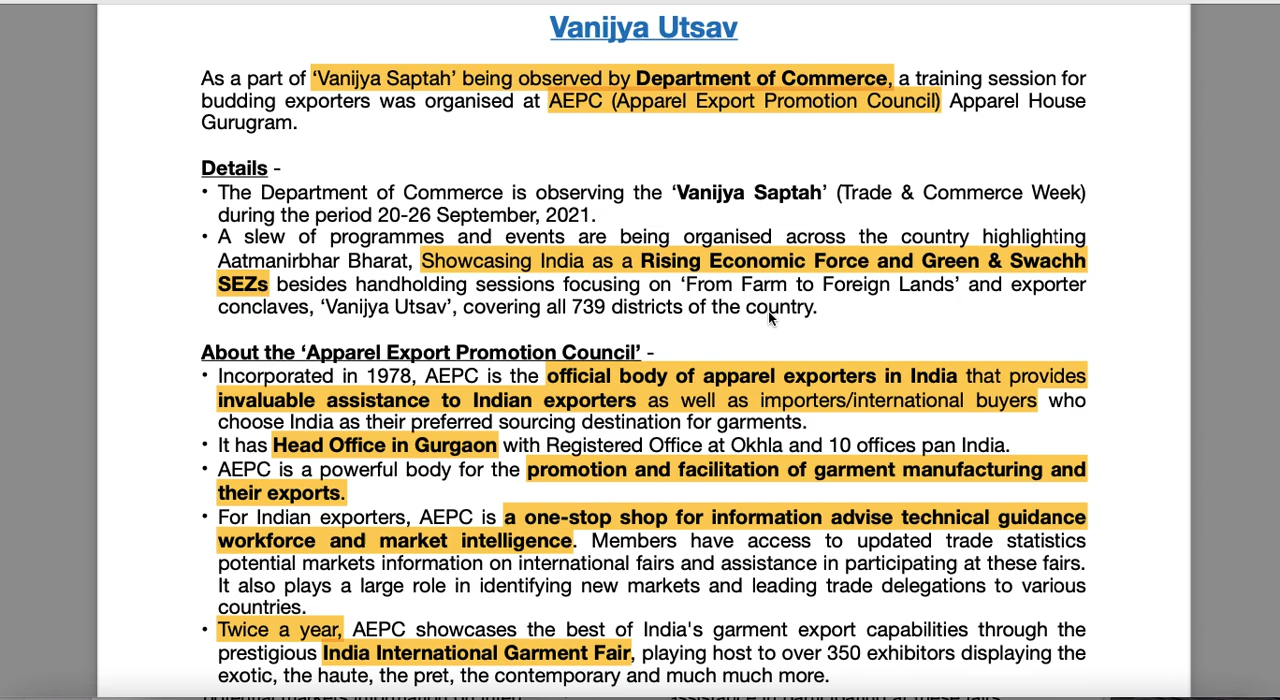 Vanijya Utsav
As a part of ‘Vanijya Saptah’ being observed by Department of Commerce, a training session for
budding exporters was organised at AEPC (Apparel Export Promotion Council) Apparel House
Gurugram.
Details -
• The Department of Commerce is observing the ‘Vanijya Saptah’ (Trade & Commerce Week)
during the period 20-26 September, 2021.
• A slew of programmes and events are being organised across the country highlighting
Aatmanirbhar Bharat, Showcasing India as a Rising Economic Force and Green & Swachh
SEZs besides handholding sessions focusing on ‘From Farm to Foreign Lands’ and exporter
conclaves, ‘Vanijya Utsav’, covering all 739 districts of the country.
About the ‘Apparel Export Promotion Council’ -
• Incorporated in 1978, AEPC is the official body of apparel exporters in India that provides
invaluable assistance to Indian exporters as well as importers/international buyers who
choose India as their preferred sourcing destination for garments.
• It has Head Office in Gurgaon with Registered Office at Okhla and 10 offices pan India.
• AEPC is a powerful body for the promotion and facilitation of garment manufacturing and
their exports.
• For Indian exporters, AEPC is a one-stop shop for information advise technical guidance
workforce and market intelligence. Members have access to updated trade statistics
potential markets information on international fairs and assistance in participating at these fairs.
It also plays a large role in identifying new markets and leading trade delegations to various
countries.
• Twice a year, AEPC showcases the best of India's garment export capabilities through the
prestigious India International Garment Fair, playing host to over 350 exhibitors displaying the
exotic, the haute, the pret, the contemporary and much much more.